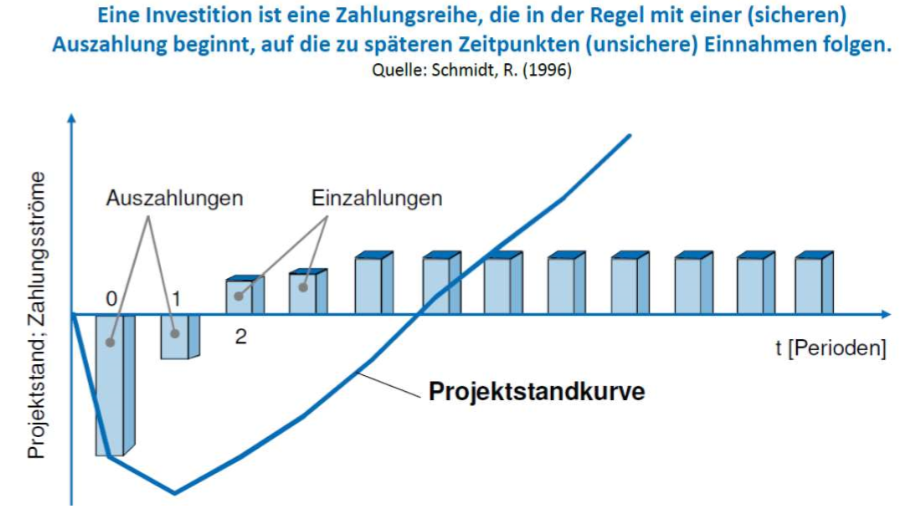 Eine Investition ist eine Zahlungsreihe, die in der Regel mit einer (sicheren)
Auszahlung beginnt, auf die zu späteren Zeitpunkten (unsichere) Einnahmen folgen.
Quelle: Schmidt, R. (1996)
Projektstand; Zahlungsströme
Auszahlungen
Einzahlungen
0
1
2
t [Perioden]
Projektstandkurve